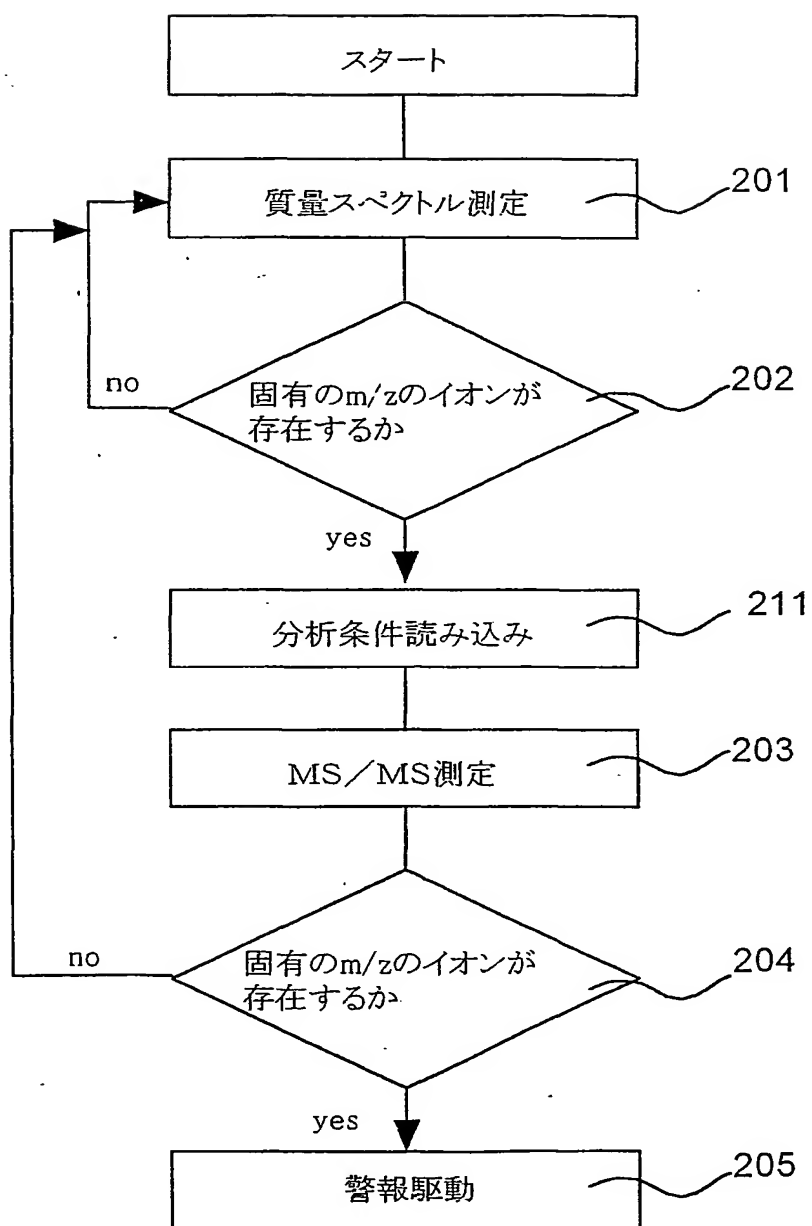 スタート
質量スペクトル測定
201
固有のm/zのイオンが
存在するか
202
no
yes
分析条件読み込み
211
MS/MS測定
203
固有のm/zのイオンが
存在するか
204
no
yes
警報駆動
205